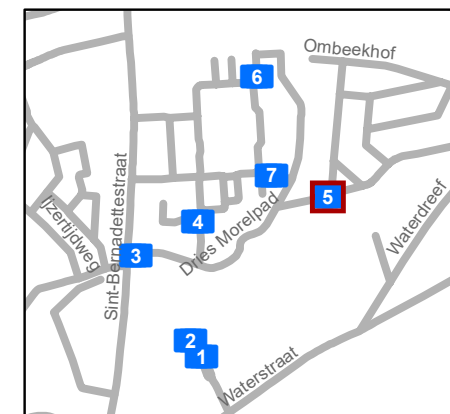 Ombeekhof
6
7
5
Dries Morelpad
4
Waterdreef
Ijzertijdweg
Sint-Bernadettestraat
3
2
1
Waterstraat